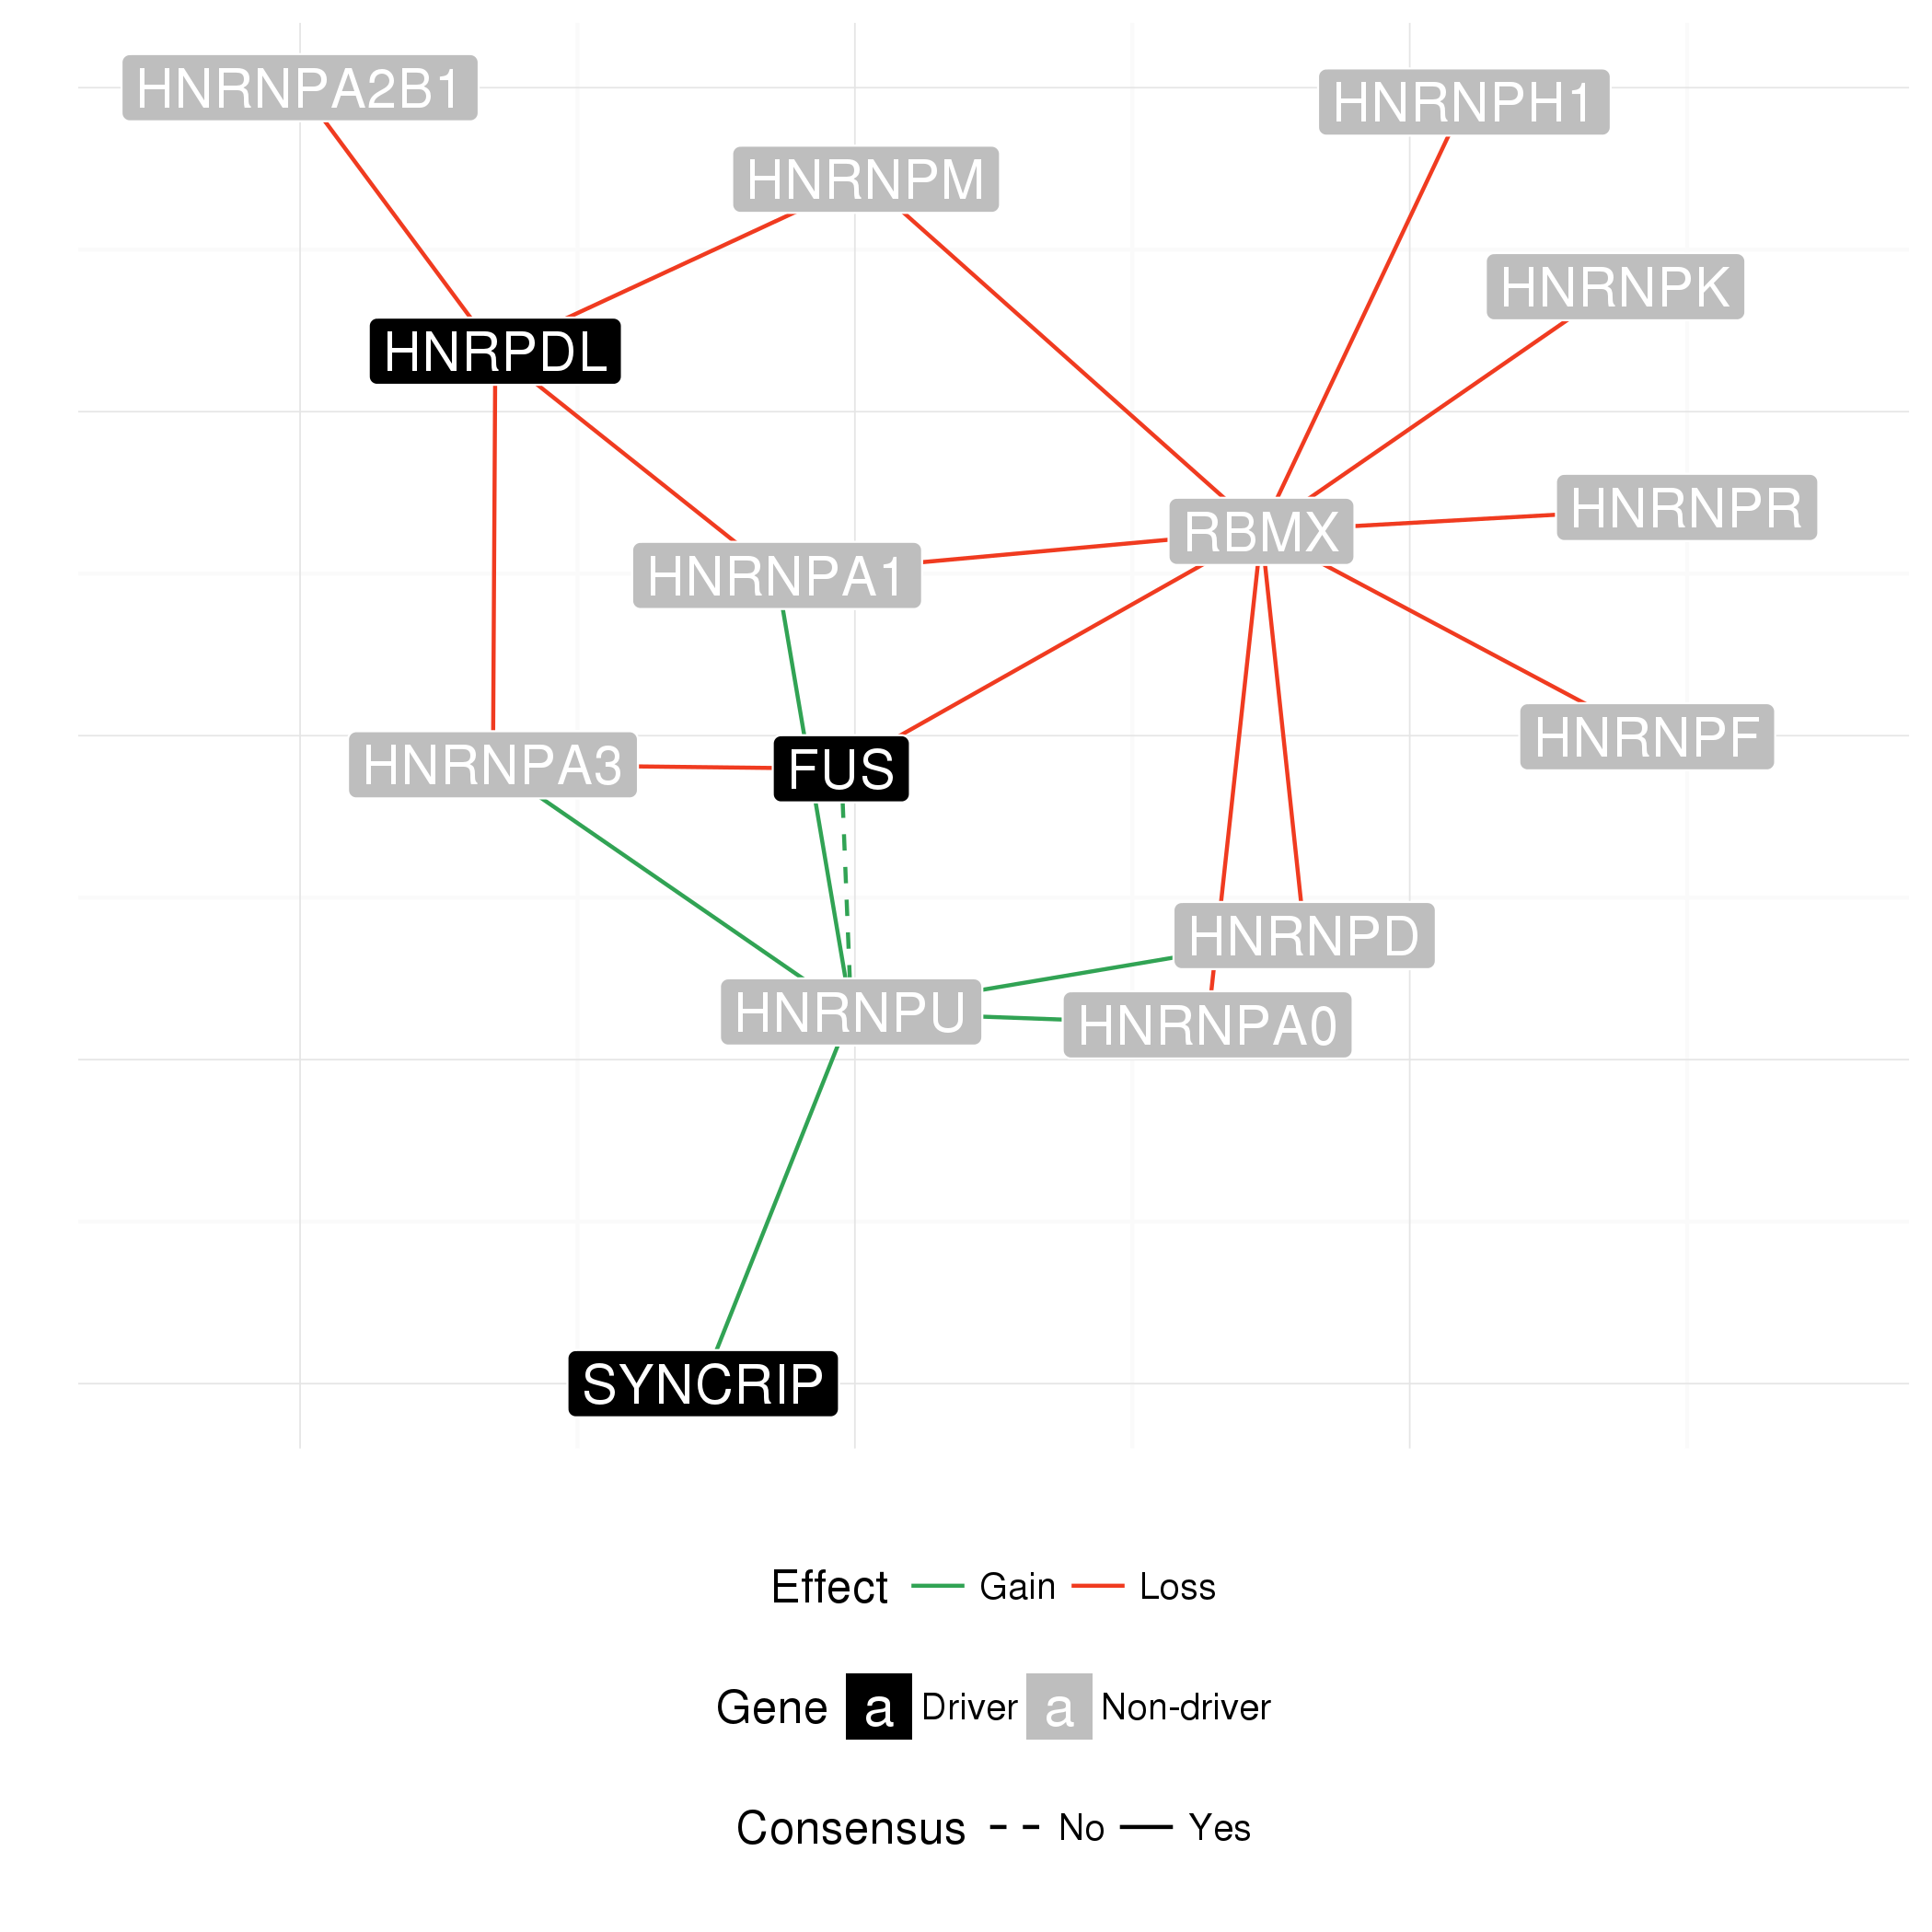 HNRNPA2B1
HNRNPH1
HNRNPM
HNRNPK
HNRPDL
HNRNPR
RBMX
HNRNPA1
HNRNPF
HNRNPA3
FUS
HNRNPD
HNRNPU
HNRNPA0
SYNCRIP
Effect Gain Loss
Gene a Driver a Non-driver
Consensus No Yes